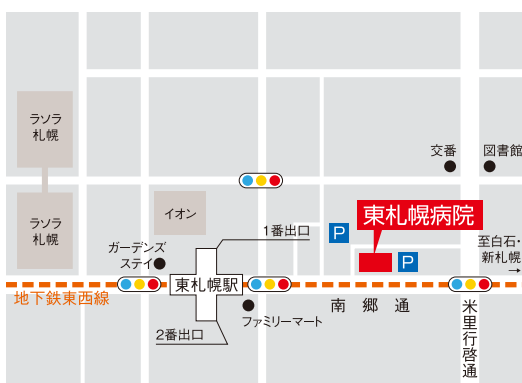 ラソラ
札幌
交番
図書館
ラソラ
札幌
イオン
東札幌病院
P
1番出口
ガーデンズ
ステイ
至白石・
新札幌
→
P
東札幌駅
地下鉄東西線
南郷通
ファミリーマート
2番出口
米里行啓通